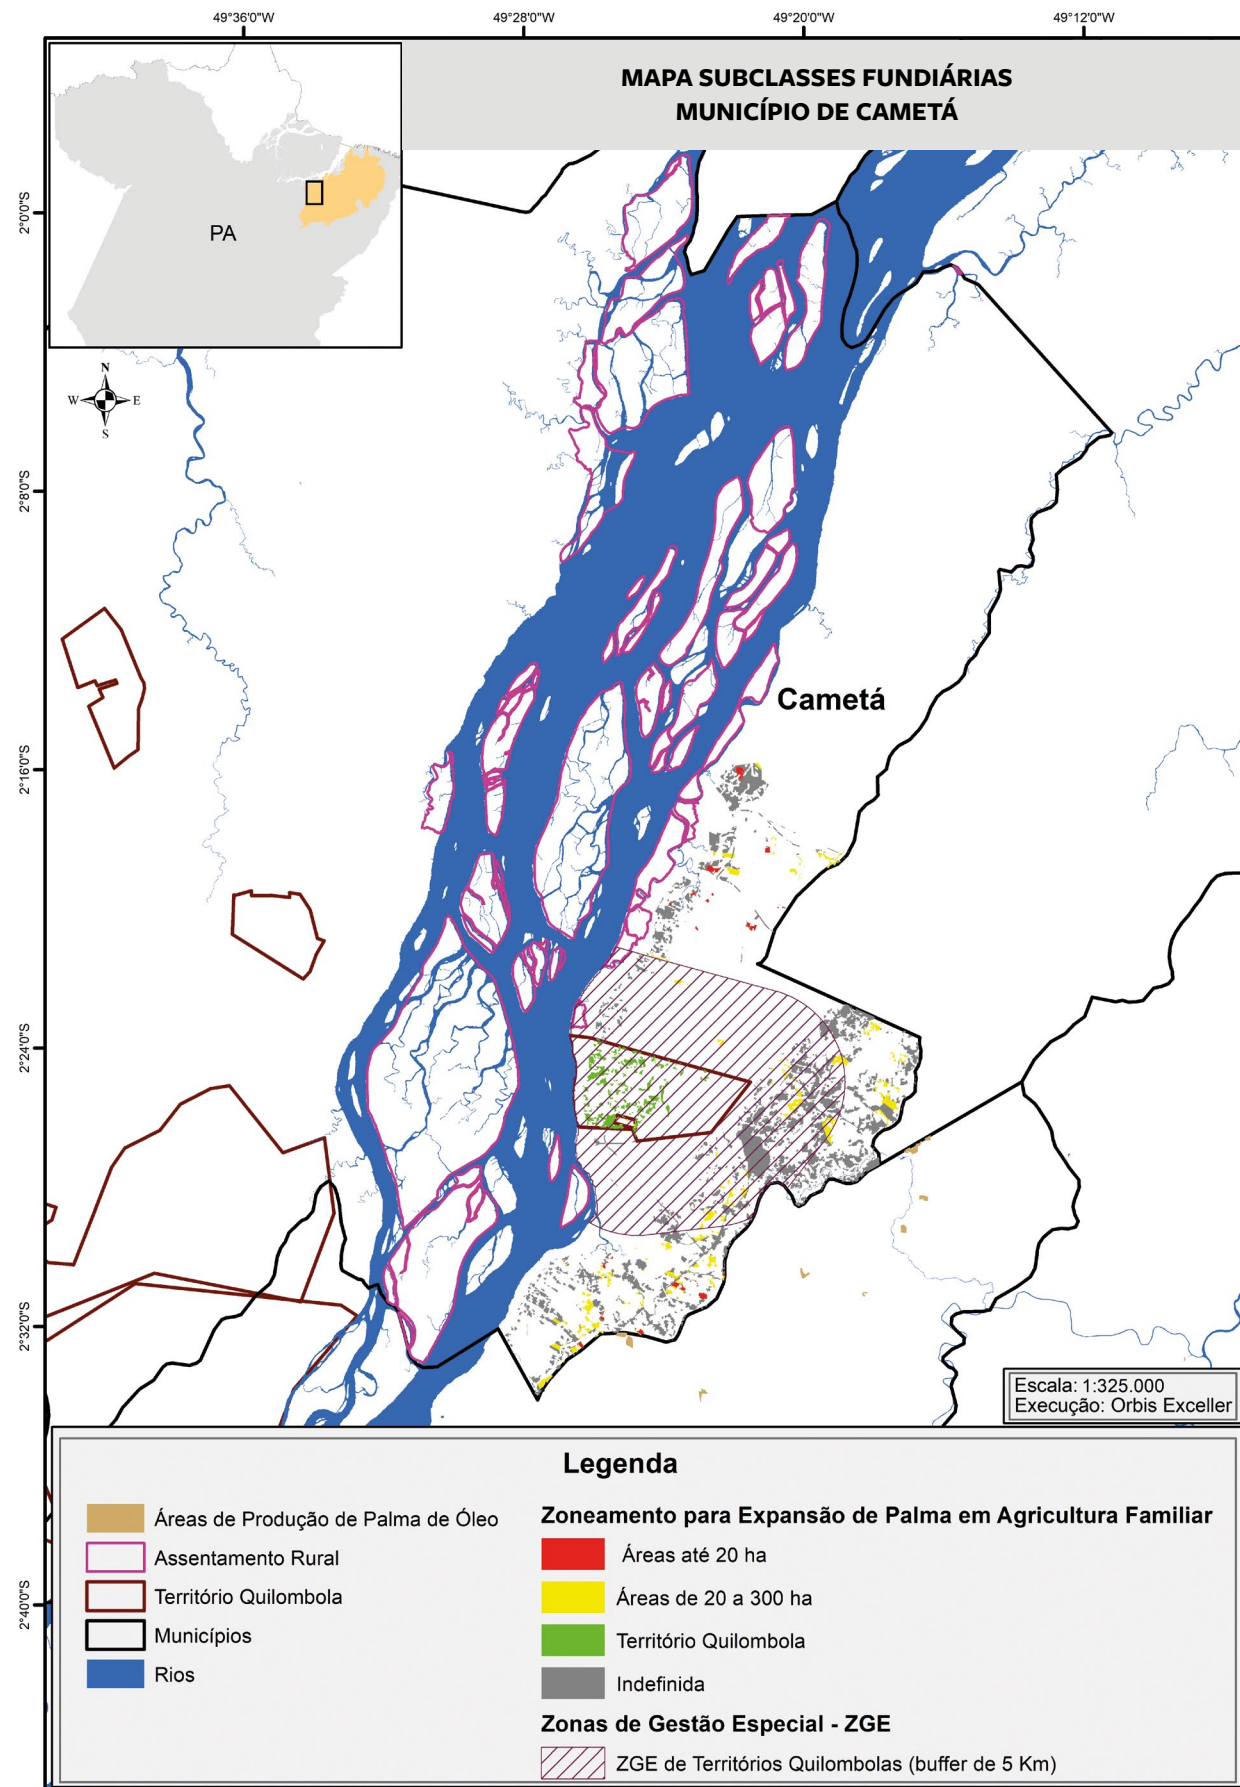 49°36'0"W
49°28'0"W
49°20'0"W
49°12'0"W
MAPA SUBCLASSES FUNDIÁRIAS
MUNICÍPIO DE CAMETÁ
PA
2°0'0"S
N
W
E
S
2°8'0"S
Cametá
2°16'0"S
2°24'0"S
2°32'0"S
Escala: 1:325.000
Execução: Orbis Exceller
2°40'0"S
Legenda
Áreas de Produção de Palma de Óleo
Assentamento Rural
Território Quilombola
Municípios
Rios
Zoneamento para Expansão de Palma em Agricultura Familiar
Áreas até 20 ha
Áreas de 20 a 300 ha
Território Quilombola
Indefinida
Zonas de Gestão Especial - ZGE
ZGE de Territórios Quilombolas (buffer de 5 Km)